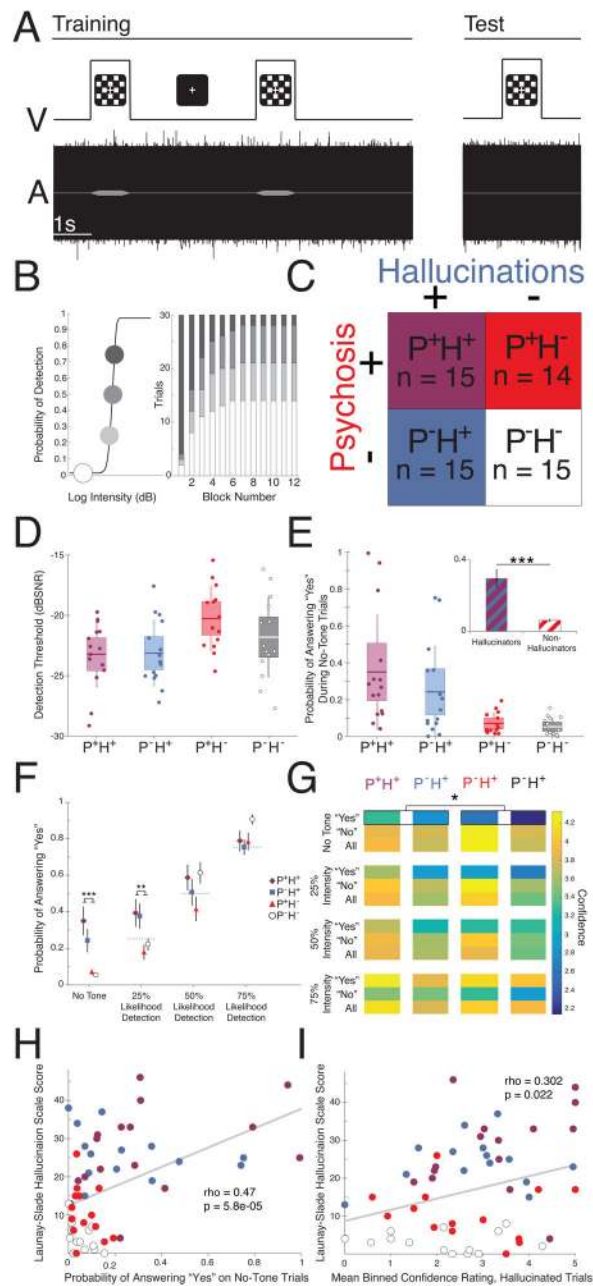 A
Training
Test
V
A
1s
B
Probability of Detection
1
0.9
0.8
0.7
0.6
0.5
0.4
0.3
0.2
0.1
0
Log Intensity (dB)
Trials
30
20
10
0
2 4 6 8 10 12
Block Number
C
Hallucinations
+ -
Psychosis
+
-
P+H+
n = 15
P+H-
n = 14
P-H+
n = 15
P-H-
n = 15
D
Detection Threshold (dBSNR)
-15
-20
-25
-30
P+H+ P-H+ P+H- P-H-
E
Probability of Answering "Yes"
During No-Tone Trials
1
0.8
0.6
0.4
0.2
0
P+H+ P-H+ P+H- P-H-
0.4
0
***
Hallucinators
Non-
Hallucinators
F
Probability of Answering "Yes"
1
0.8
0.6
0.4
0.2
0
***
**
P+H+
P-H+
P+H-
P-H-
No Tone
25%
Likelihood
Detection
50%
Likelihood
Detection
75%
Likelihood
Detection
G
P+H+ P-H+ P-H+ P-H+
*
No Tone
"Yes"
"No"
All
25%
Intensity
"Yes"
"No"
All
50%
Intensity
"Yes"
"No"
All
75%
Intensity
"Yes"
"No"
All
4.2
4
3.8
3.6
3.4
3.2
3
2.8
2.6
2.4
2.2
Confidence
H
Launay-Slade Hallucinaion Scale Score
40
30
20
10
0
rho = 0.47
p = 5.8e-05
0 0.2 0.4 0.6 0.8 1
Probability of Answering "Yes" on No-Tone Trials
I
Launay-Slade Hallucinaion Scale Score
40
30
20
10
0
rho = 0.302
p = 0.022
0 1 2 3 4 5
Mean Binned Confidence Rating, Hallucinated Trials